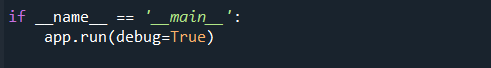 if __name__ == '__main__':
    app.run(debug=True)